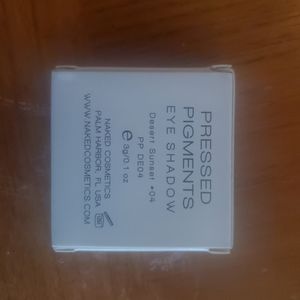 PRESSED
PIGMENTS
EYE SHADOW
Desert Sunset #04
PP DE04
e 3g/0.1 oz
NAKED COSMETICS
PALM HARBOR, FL USA
WWW.NAKEDCOSMETICS.COM